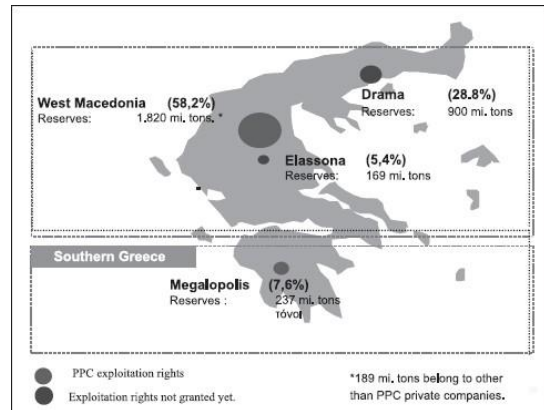 West Macedonia (58,2%)
Reserves: 1.820 mi. tons. *
Drama (28.8%)
Reserves: 900 mi. tons
Elassona (5,4%)
Reserves: 169 mi. tons
Southern Greece
Megalopolis (7,6%)
Reserves : 237 mi. tons
τόνοι
PPC exploitation rights
Exploitation rights not granted yet.
*189 mi. tons belong to other
than PPC private companies.